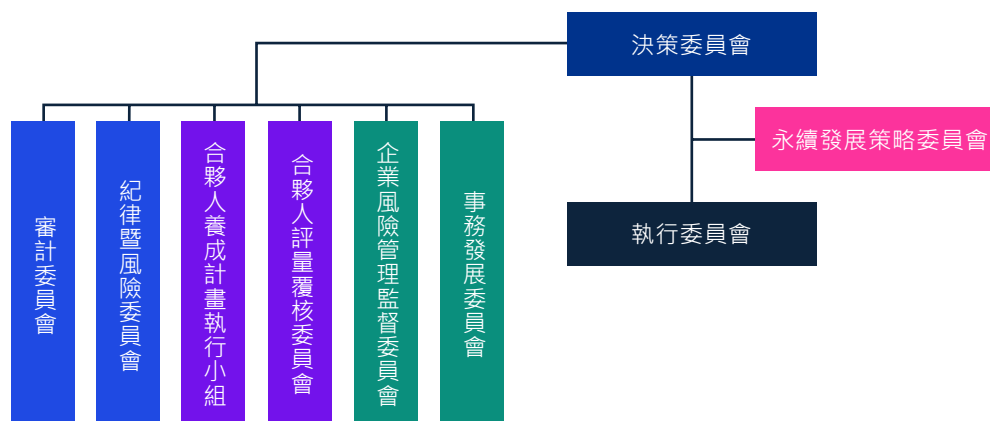 決策委員會
永續發展策略委員會
執行委員會
審計委員會
紀律暨風險委員會
合夥人養成計畫執行小組
合夥人評量覆核委員會
企業風險管理監督委員會
事務發展委員會